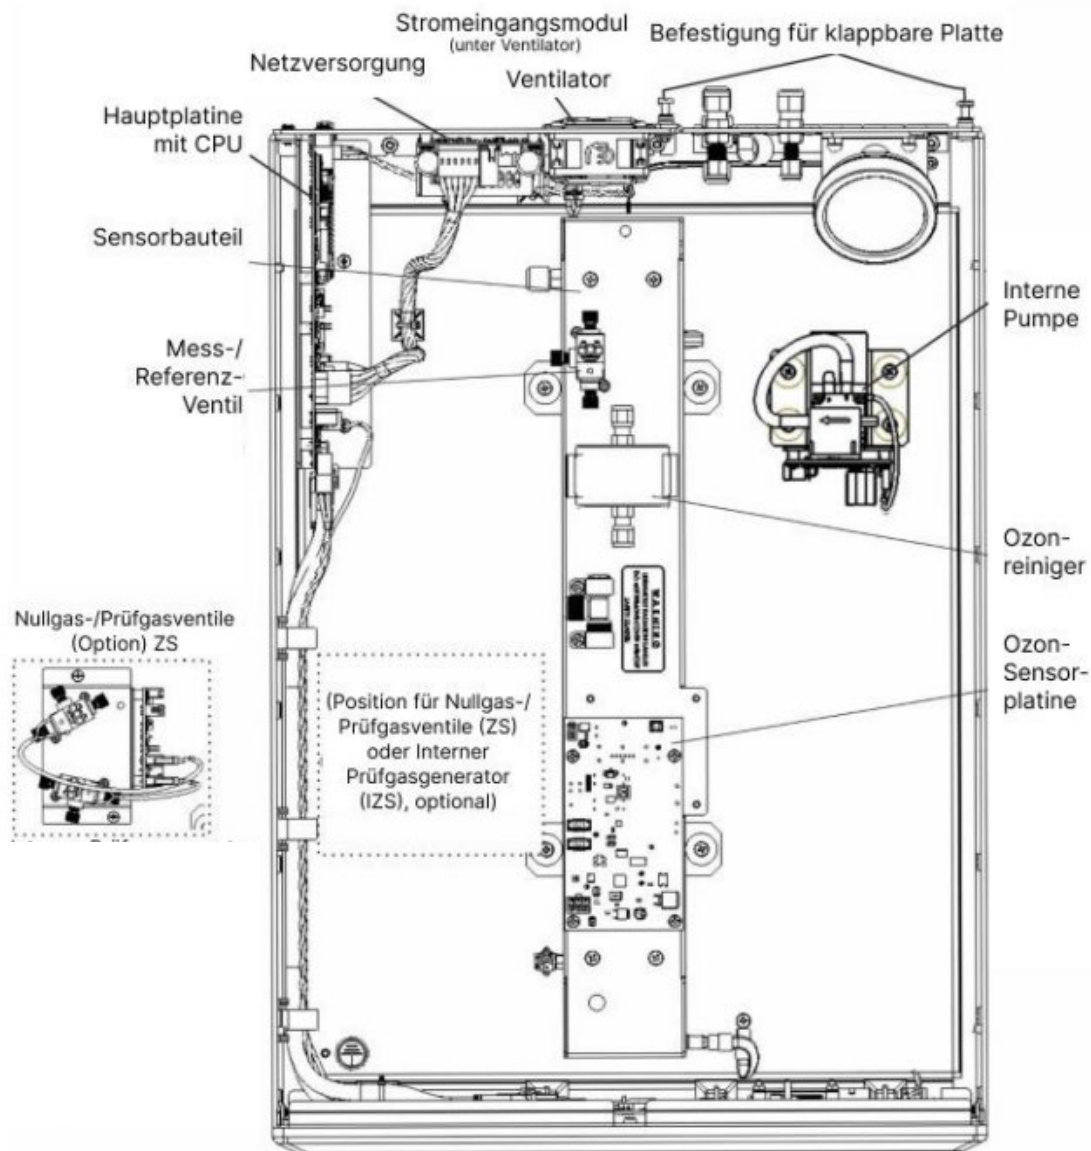 Stromeingangsmodul
(unter Ventilator)
Befestigung für klappbare Platte
Netzversorgung
Ventilator
Hauptplatine
mit CPU
Sensorbauteil
Interne
Pumpe
Mess-/
Referenz-
Ventil
Ozon-
reiniger
Nullgas-/Prüfgasventile
(Option) ZS
Ozon-
Sensor-
platine
(Position für Nullgas-/
Prüfgasventile (ZS)
oder Interner
Prüfgasgenerator
(IZS), optional)
WARNING